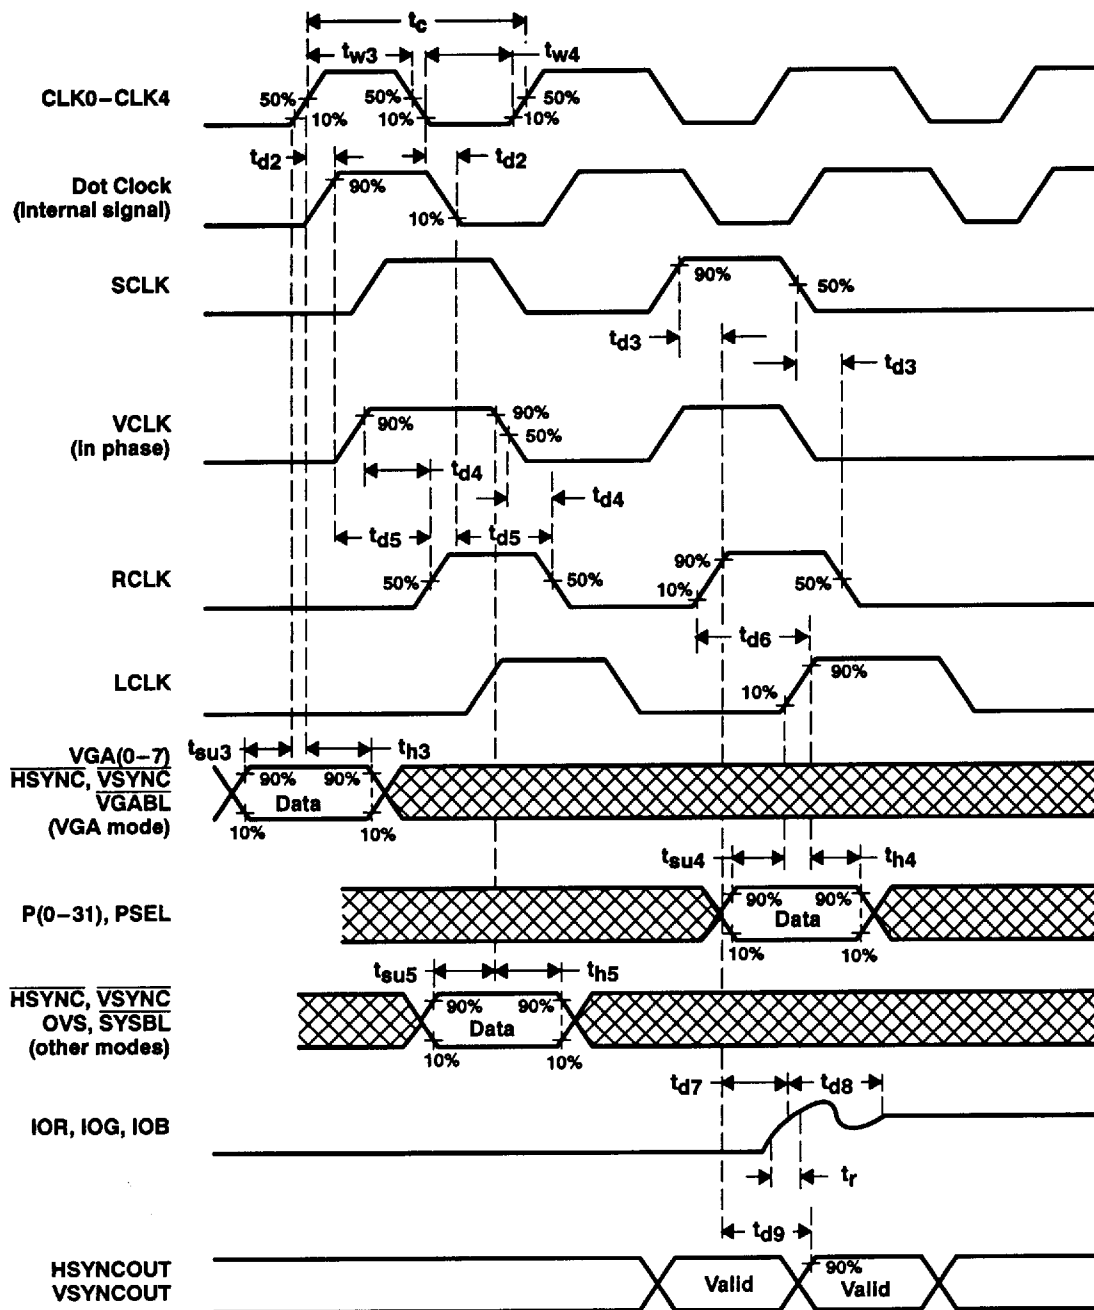 tc
tw3
tw4
CLK0–CLK4
50%
10%
50%
10%
50%
10%
td2
td2
Dot Clock
(internal signal)
90%
10%
SCLK
90%
50%
td3
td3
VCLK
(in phase)
90%
90%
50%
td4
td4
td5
td5
RCLK
50%
50%
90%
10%
50%
td6
LCLK
10%
90%
VGA(0–7)
HSYNC, VSYNC
VGABL
(VGA mode)
tsu3
th3
90%
90%
Data
10%
10%
tsu4
th4
P(0–31), PSEL
90%
90%
Data
10%
10%
tsu5
th5
HSYNC, VSYNC
OVS, SYSBL
(other modes)
90%
90%
Data
10%
10%
td7
td8
IOR, IOG, IOB
tr
td9
HSYNCOUT
VSYNCOUT
Valid
90%
Valid